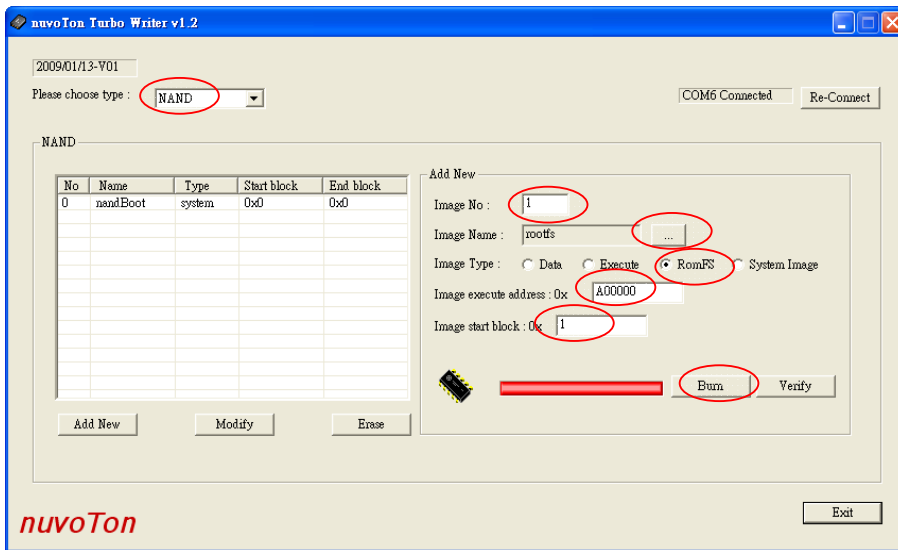 nuvoTon Turbo Writer v1.2
2009/01/13-V01
Please choose type : NAND COM6 Connected Re-Connect
NAND
No Name Type Start block End block
0 nandBoot system 0x0 0x0
Add New
Image No : 1
Image Name : rootfs ...
Image Type : Data Execute RomFS System Image
Image execute address : 0x A00000
Image start block : 0x 1
Burn Verify
Add New Modify Erase
nuvoTon
Exit